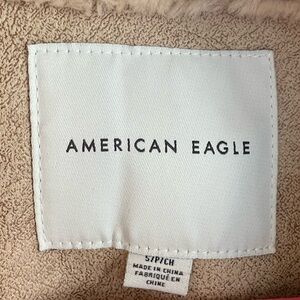 AMERICAN EAGLE
S/P/CH
MADE IN CHINA
FABRIQUÉ EN
CHINE